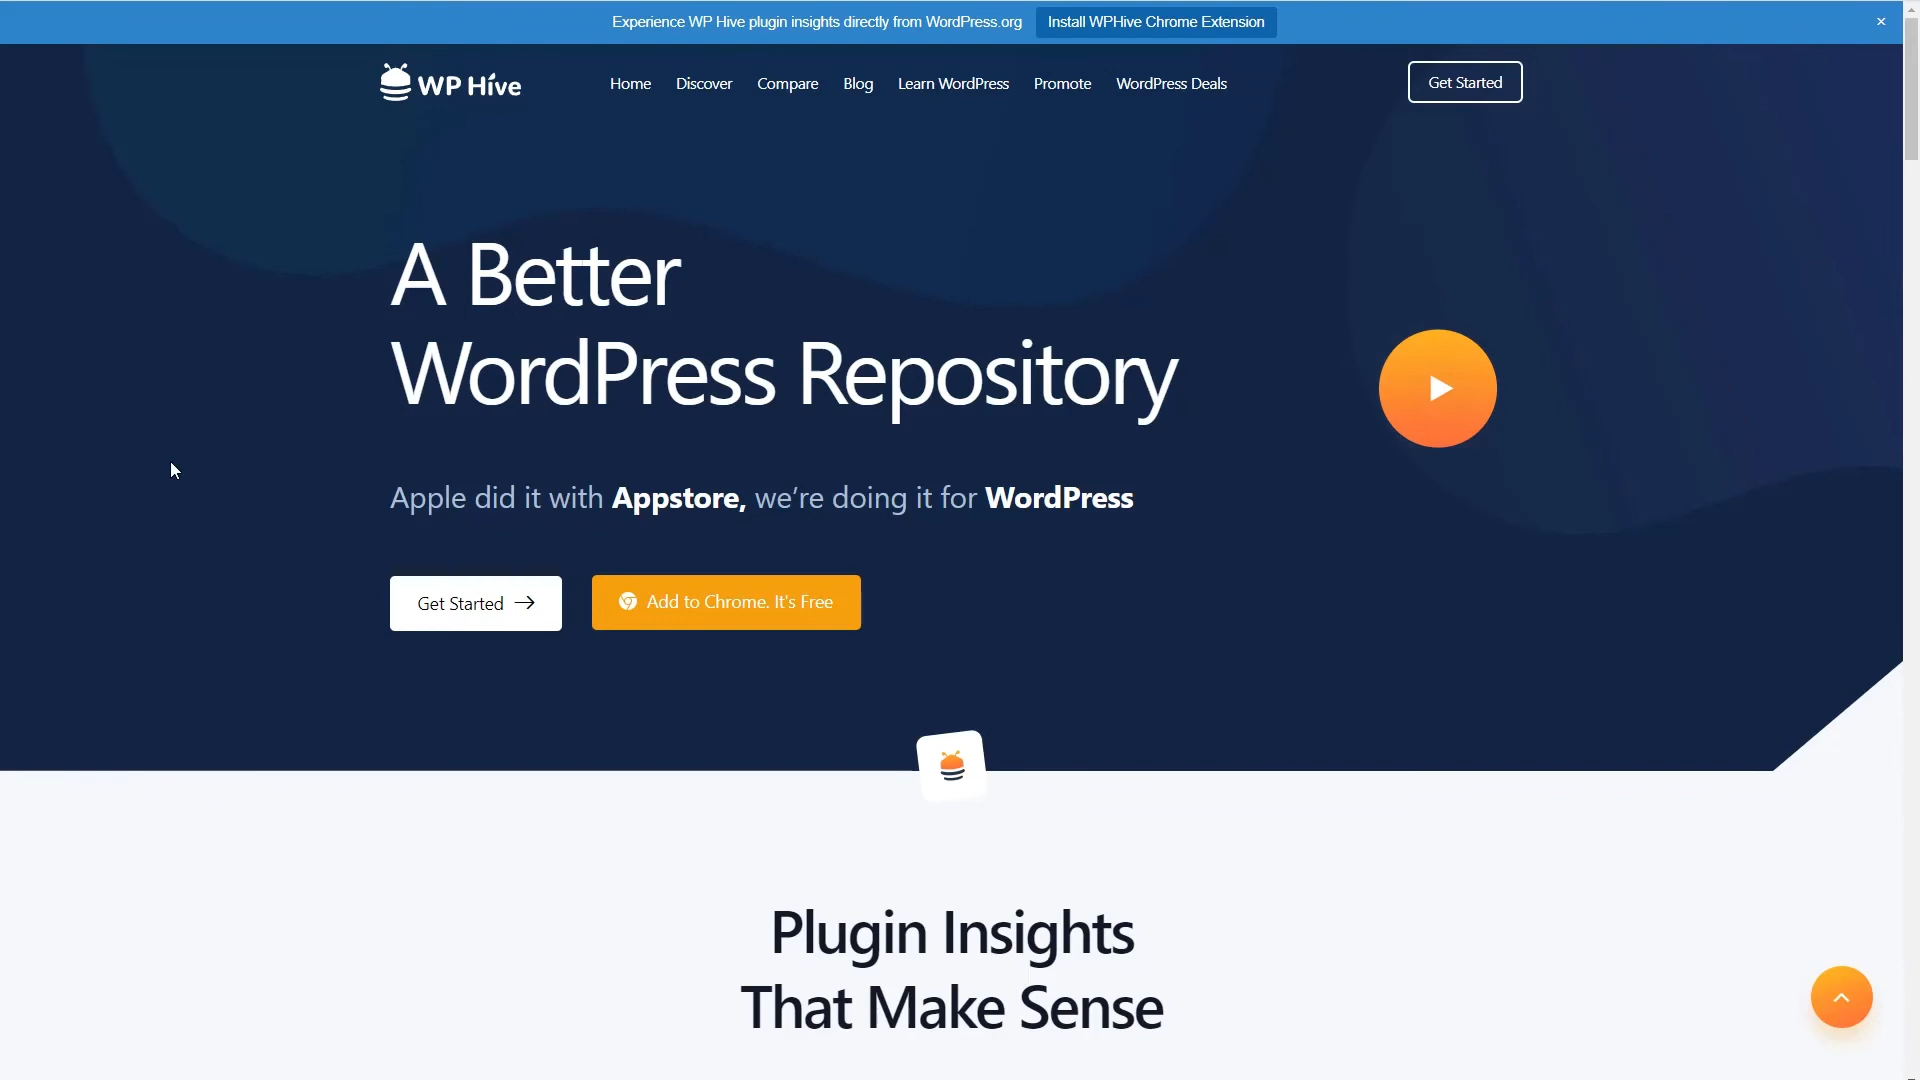 Experience WP Hive plugin insights directly from WordPress.org Install WPHive Chrome Extension ×
WP Hive Home Discover Compare Blog Learn WordPress Promote WordPress Deals Get Started
A Better
WordPress Repository
Apple did it with Appstore, we’re doing it for WordPress
Get Started → Add to Chrome. It's Free
Plugin Insights
That Make Sense